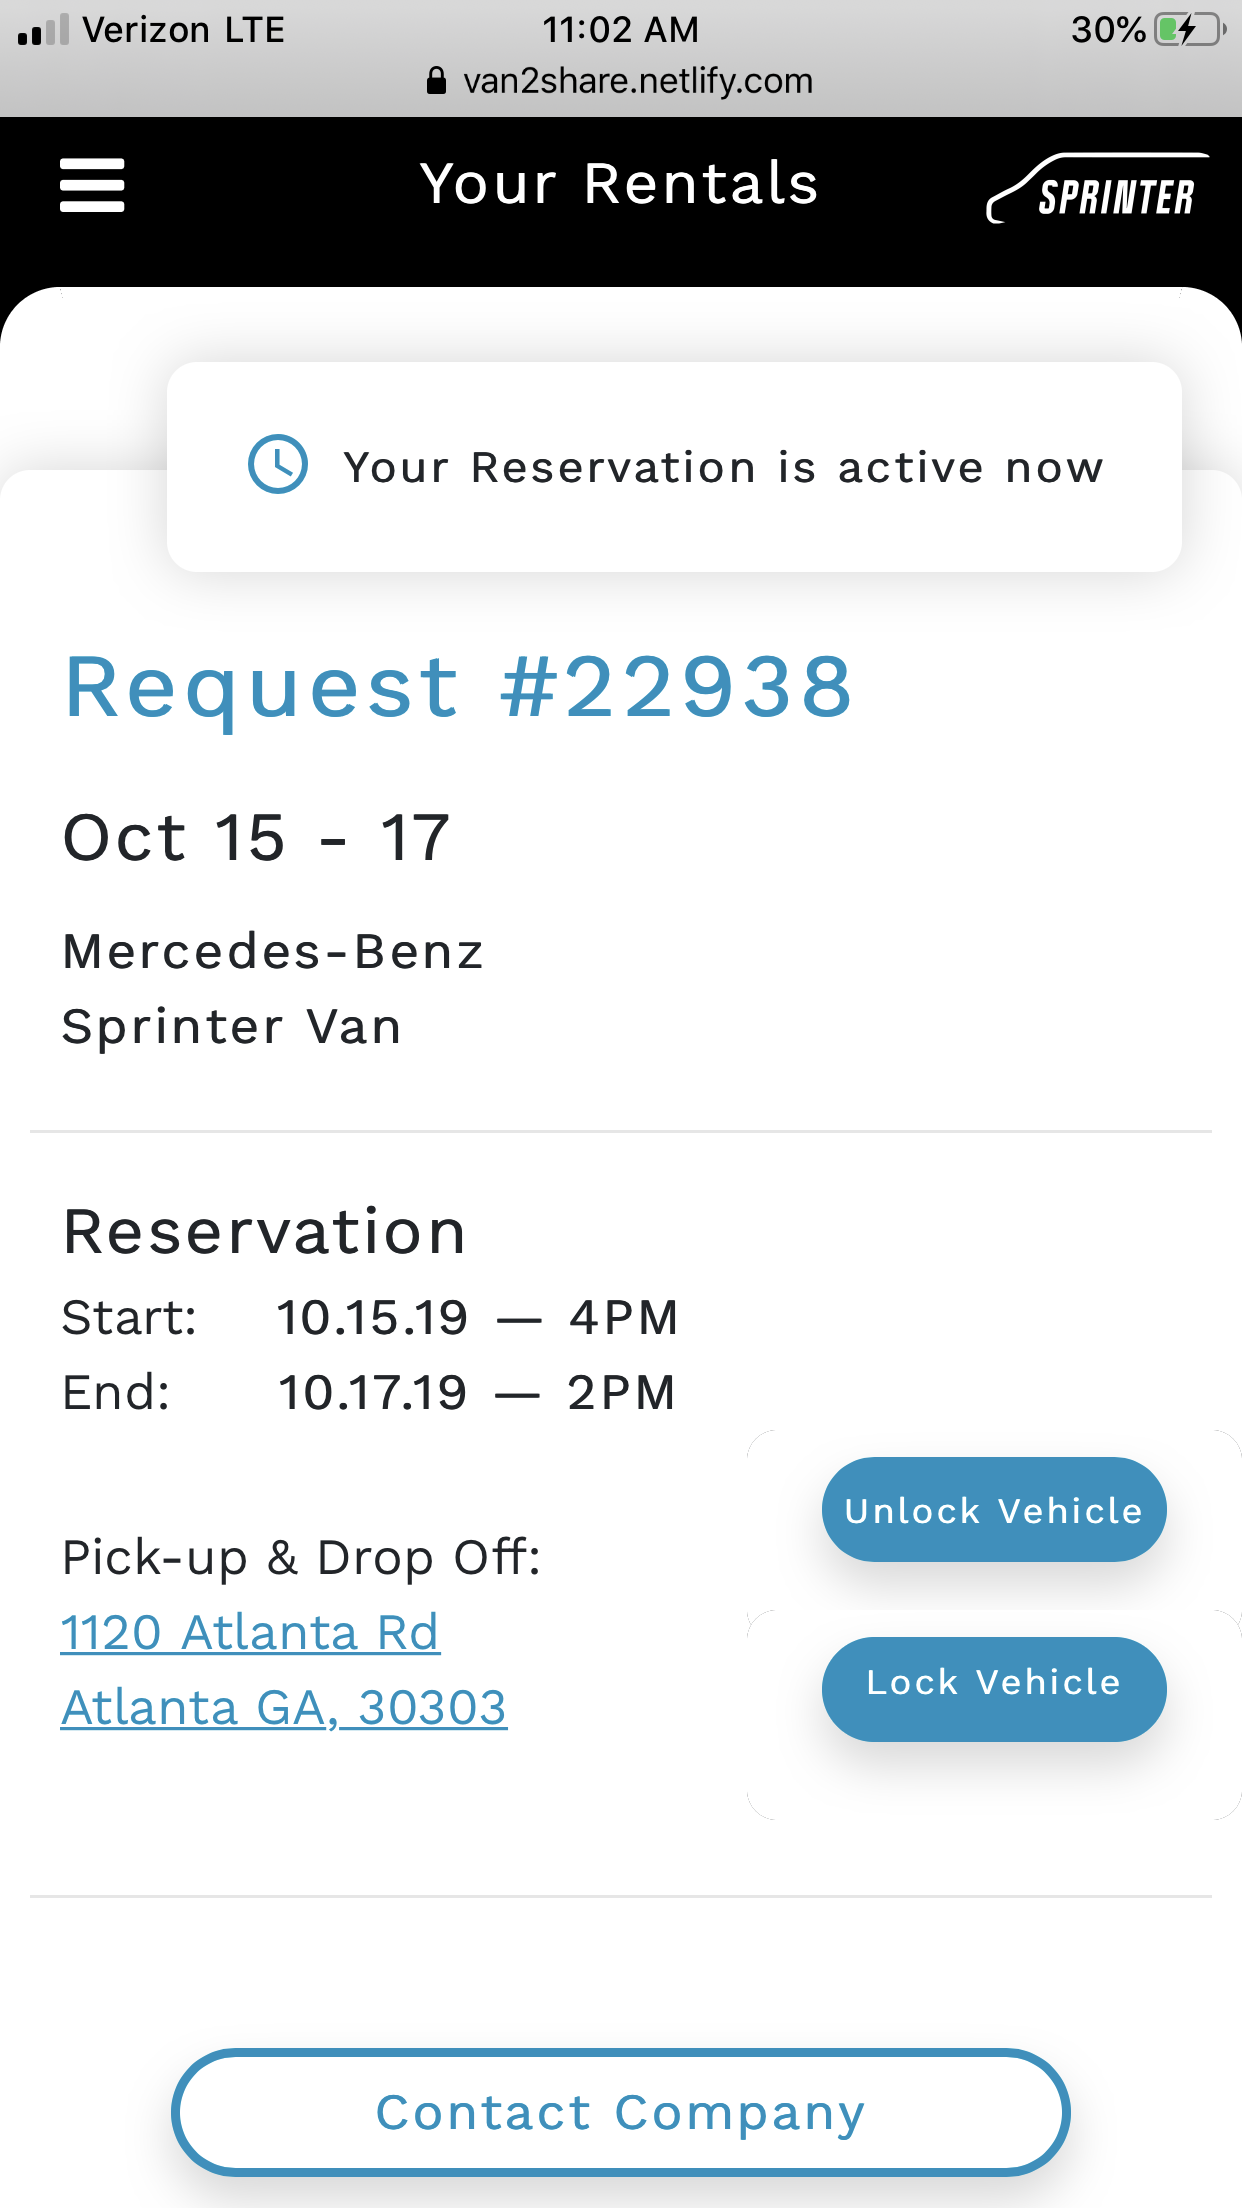 Verizon LTE 11:02 AM 30%
van2share.netlify.com
Your Rentals SPRINTER
Your Reservation is active now
Request #22938
Oct 15 - 17
Mercedes-Benz
Sprinter Van
Reservation
Start: 10.15.19 — 4PM
End: 10.17.19 — 2PM
Unlock Vehicle
Pick-up & Drop Off:
1120 Atlanta Rd
Lock Vehicle
Atlanta GA, 30303
Contact Company